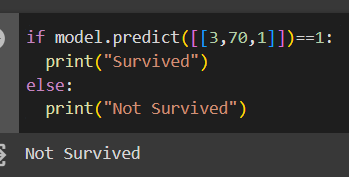 if model.predict([[3,70,1]])==1:
  print("Survived")
else:
  print("Not Survived")
Not Survived